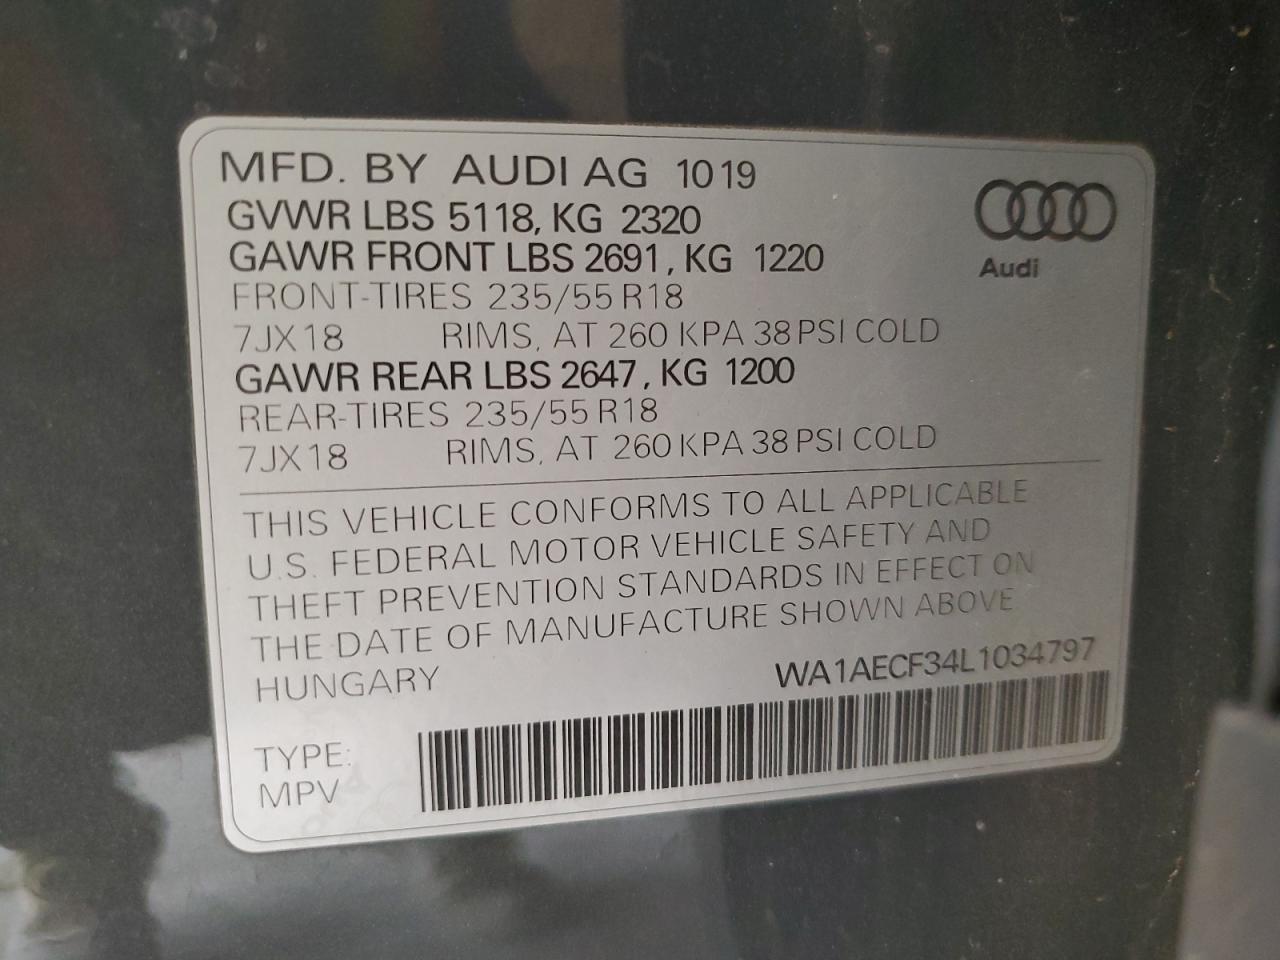 MFD. BY AUDI AG 1019
GVWR LBS 5118, KG 2320
GAWR FRONT LBS 2691, KG 1220
FRONT-TIRES 235/55 R18
7JX18 RIMS, AT 260 KPA 38 PSI COLD
GAWR REAR LBS 2647, KG 1200
REAR-TIRES 235/55 R18
7JX18 RIMS, AT 260 KPA 38 PSI COLD
Audi
THIS VEHICLE CONFORMS TO ALL APPLICABLE
U.S. FEDERAL MOTOR VEHICLE SAFETY AND
THEFT PREVENTION STANDARDS IN EFFECT ON
THE DATE OF MANUFACTURE SHOWN ABOVE
HUNGARY WA1AECF34L1034797
TYPE:
MPV